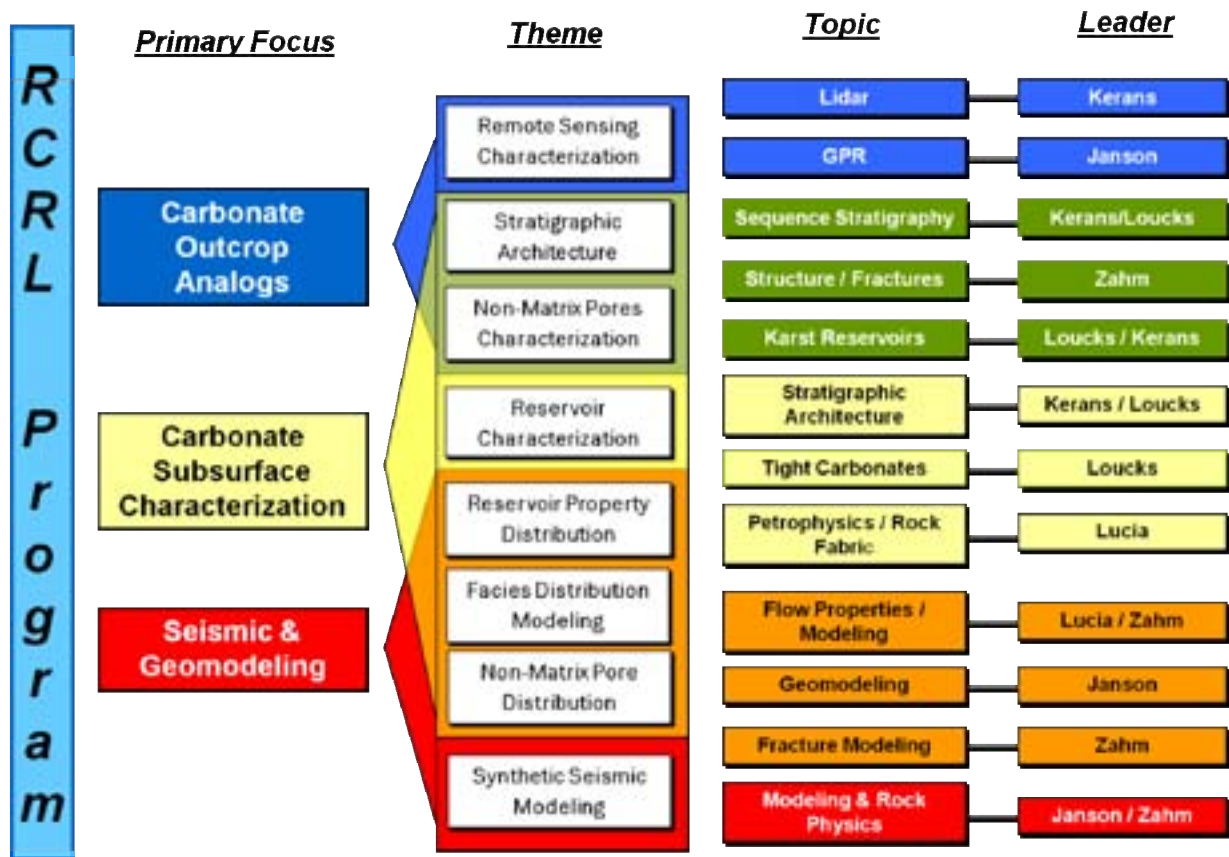 RCRL Program
Primary Focus
Theme
Topic
Leader
Carbonate
Outcrop
Analogs
Carbonate
Subsurface
Characterization
Seismic &
Geomodeling
Remote Sensing
Characterization
Stratigraphic
Architecture
Non-Matrix Pores
Characterization
Reservoir
Characterization
Reservoir Property
Distribution
Facies Distribution
Modeling
Non-Matrix Pore
Distribution
Synthetic Seismic
Modeling
Lidar
Kerans
GPR
Janson
Sequence Stratigraphy
Kerans/Loucks
Structure / Fractures
Zahm
Karst Reservoirs
Loucks / Kerans
Stratigraphic
Architecture
Kerans / Loucks
Tight Carbonates
Loucks
Petrophysics / Rock
Fabric
Lucia
Flow Properties /
Modeling
Lucia / Zahm
Geomodeling
Janson
Fracture Modeling
Zahm
Modeling & Rock
Physics
Janson / Zahm